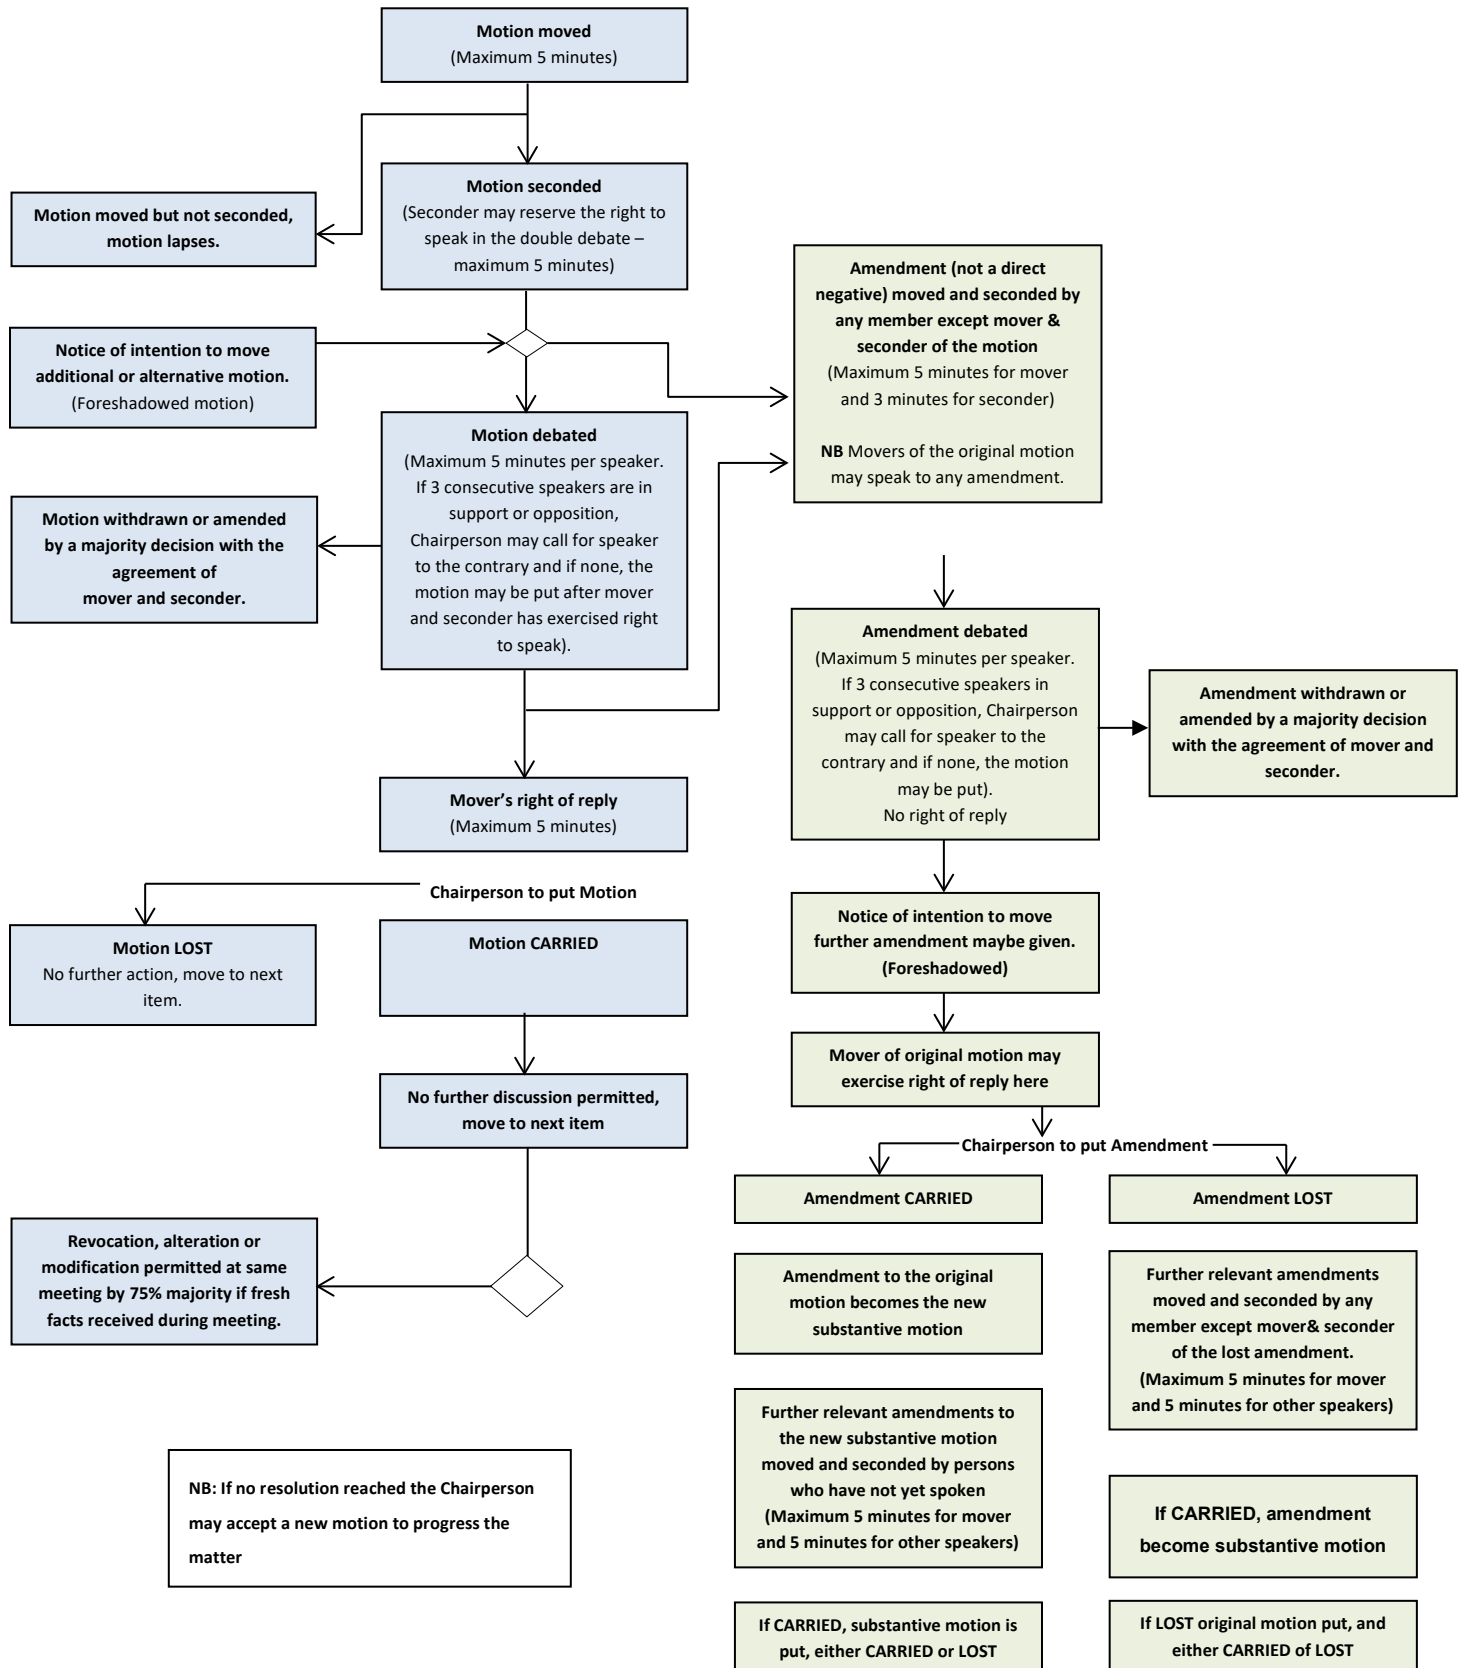 Motion moved
(Maximum 5 minutes)
Motion seconded
(Seconder may reserve the right to
speak in the double debate –
maximum 5 minutes)
Motion moved but not seconded,
motion lapses.
Notice of intention to move
additional or alternative motion.
(Foreshadowed motion)
Motion debated
(Maximum 5 minutes per speaker.
If 3 consecutive speakers are in
support or opposition,
Chairperson may call for speaker
to the contrary and if none, the
motion may be put after mover
and seconder has exercised right
to speak).
Motion withdrawn or amended
by a majority decision with the
agreement of
mover and seconder.
Mover’s right of reply
(Maximum 5 minutes)
Chairperson to put Motion
Motion LOST
No further action, move to next
item.
Motion CARRIED
No further discussion permitted,
move to next item
Revocation, alteration or
modification permitted at same
meeting by 75% majority if fresh
facts received during meeting.
NB: If no resolution reached the Chairperson
may accept a new motion to progress the
matter
Amendment (not a direct
negative) moved and seconded by
any member except mover &
seconder of the motion
(Maximum 5 minutes for mover
and 3 minutes for seconder)
NB Movers of the original motion
may speak to any amendment.
Amendment debated
(Maximum 5 minutes per speaker.
If 3 consecutive speakers in
support or opposition, Chairperson
may call for speaker to the
contrary and if none, the motion
may be put).
No right of reply
Amendment withdrawn or
amended by a majority decision
with the agreement of mover and
seconder.
Notice of intention to move
further amendment maybe given.
(Foreshadowed)
Mover of original motion may
exercise right of reply here
Chairperson to put Amendment
Amendment CARRIED
Amendment to the original
motion becomes the new
substantive motion
Further relevant amendments to
the new substantive motion
moved and seconded by persons
who have not yet spoken
(Maximum 5 minutes for mover
and 5 minutes for other speakers)
If CARRIED, substantive motion is
put, either CARRIED or LOST
Amendment LOST
Further relevant amendments
moved and seconded by any
member except mover& seconder
of the lost amendment.
(Maximum 5 minutes for mover
and 5 minutes for other speakers)
If CARRIED, amendment
become substantive motion
If LOST original motion put, and
either CARRIED of LOST